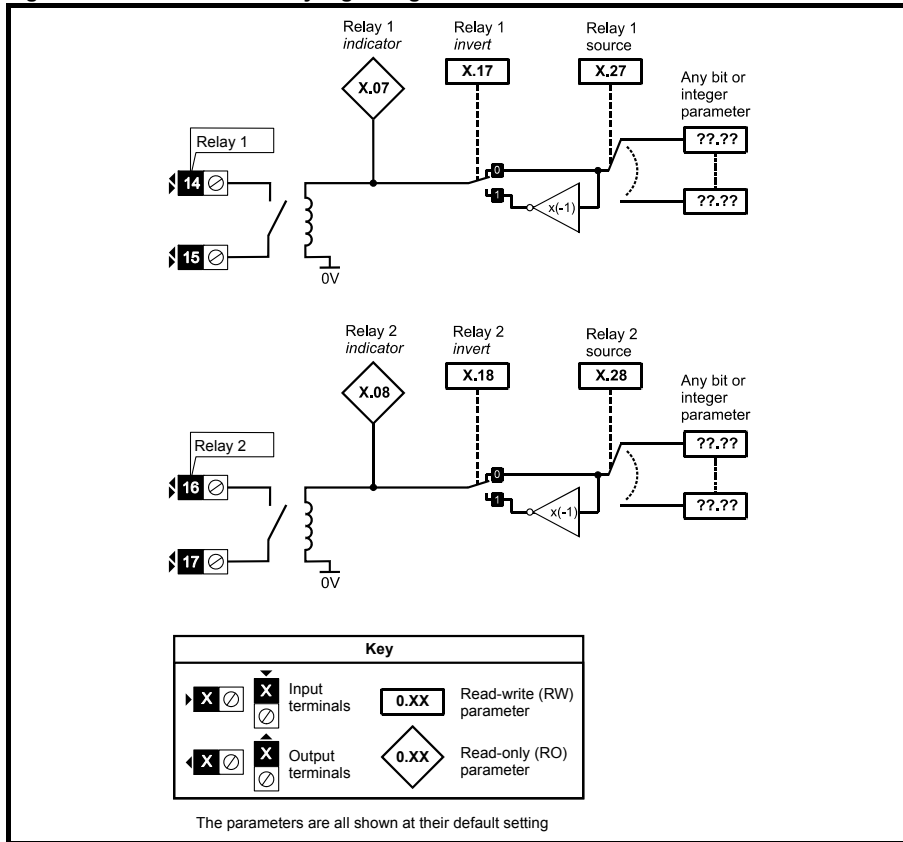 Relay 1
indicator
Relay 1
invert
Relay 1
source
X.07
X.17
X.27
Any bit or
integer
parameter
??.??
??.??
Relay 1
14
15
0
1
x(-1)
0V
Relay 2
indicator
Relay 2
invert
Relay 2
source
X.08
X.18
X.28
Any bit or
integer
parameter
??.??
??.??
Relay 2
16
17
0
1
x(-1)
0V
Key
X
X
Input
terminals
0.XX
Read-write (RW)
parameter
X
X
Output
terminals
0.XX
Read-only (RO)
parameter
The parameters are all shown at their default setting